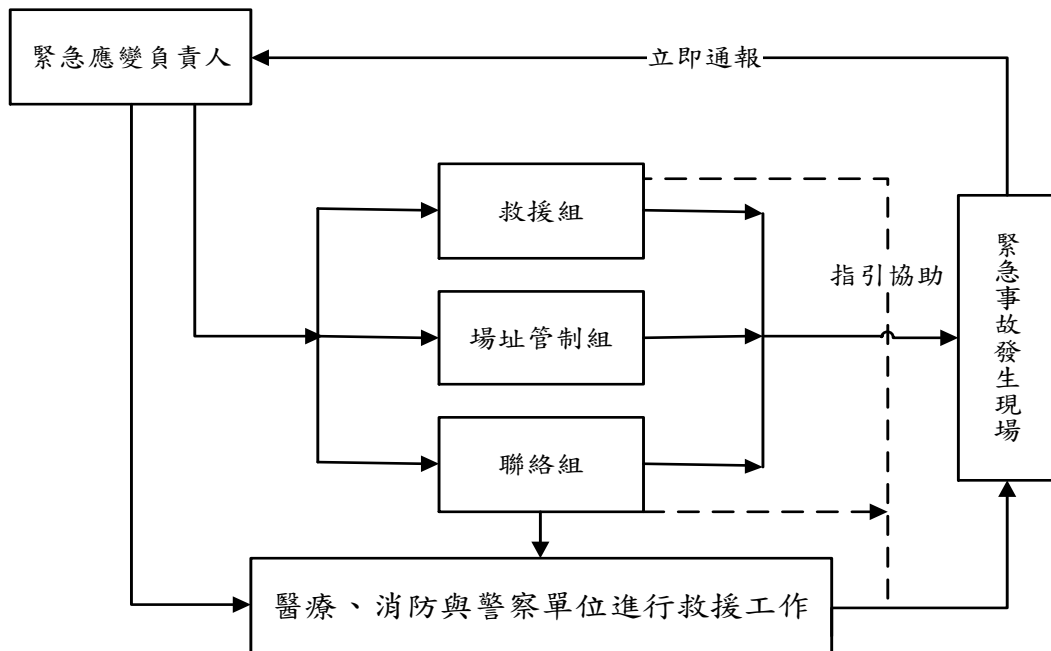 緊急應變負責人
立即通報
救援組
指引協助
緊急事故發生現場
場址管制組
聯絡組
醫療、消防與警察單位進行救援工作